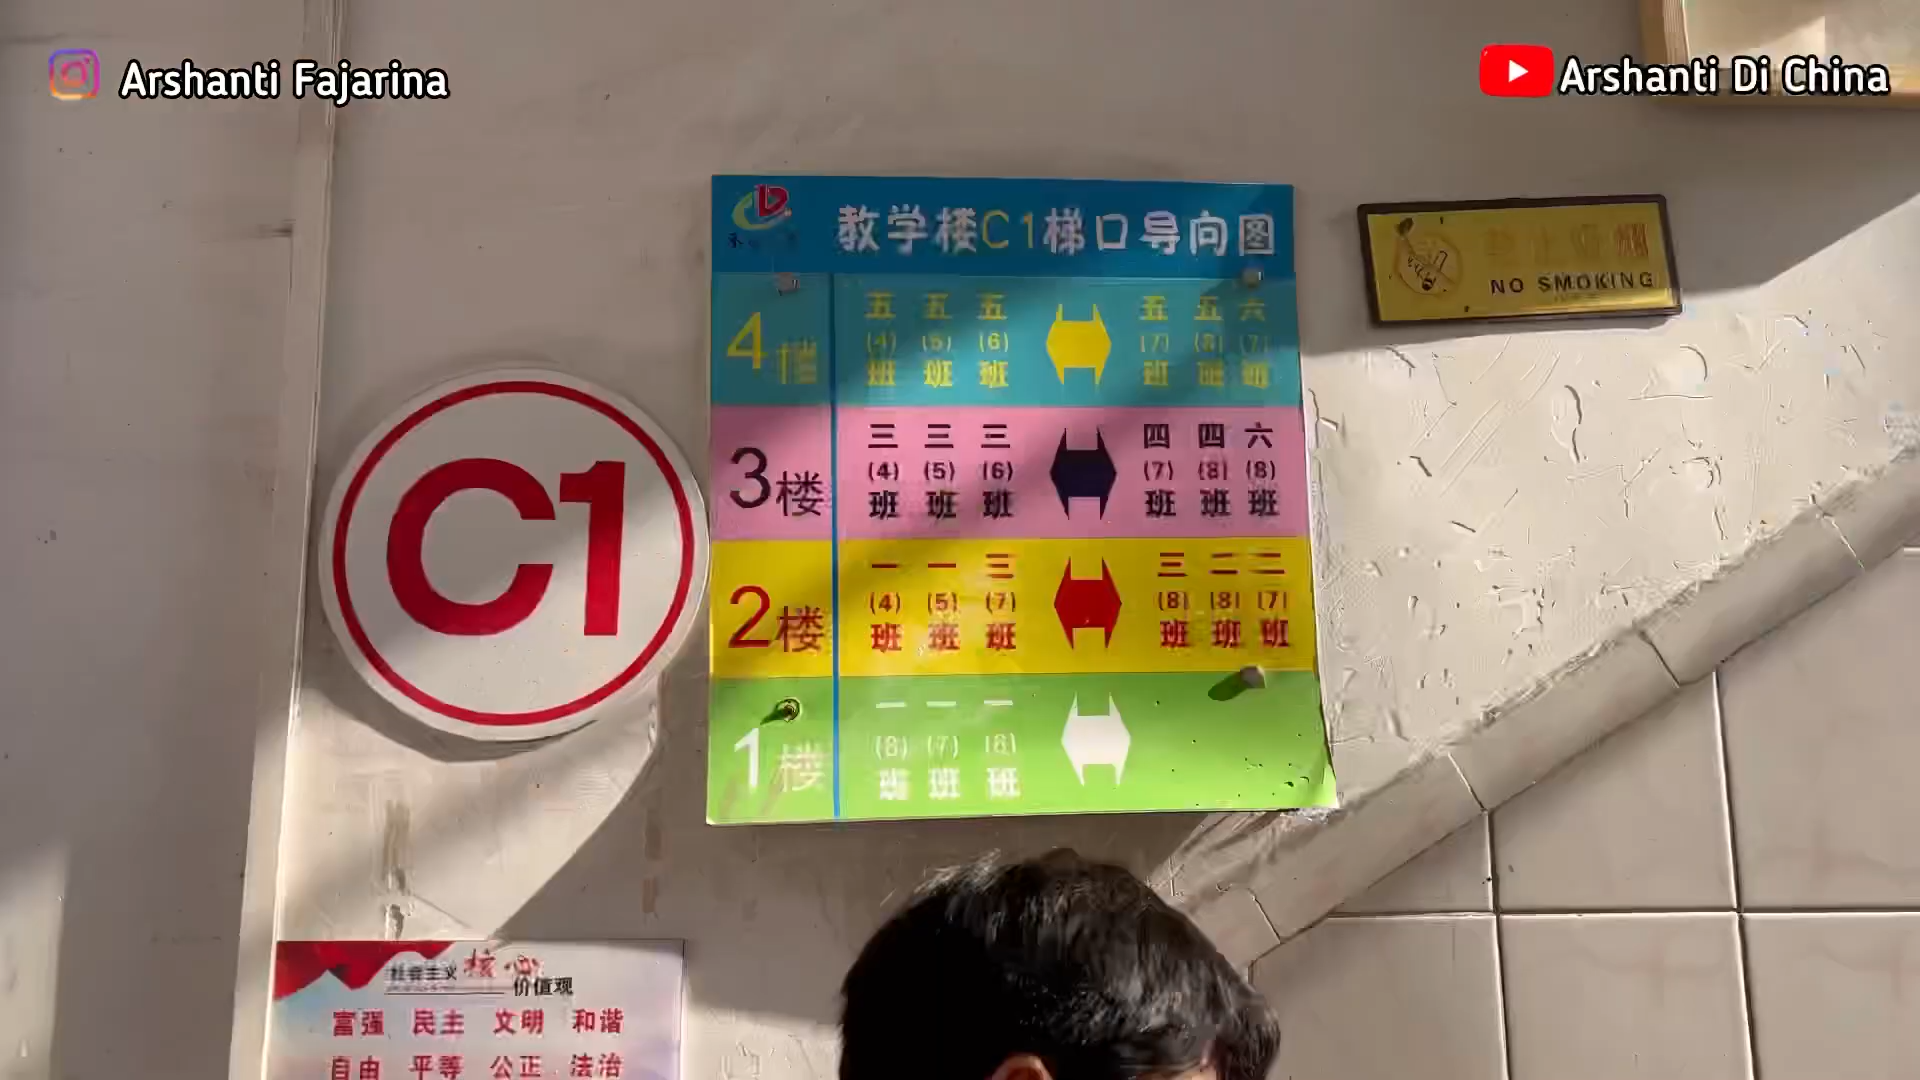 Arshanti Fajarina
Arshanti Di China
教学楼C1梯口导向图
4楼
五 五 五 五 五 六
(4) (5) (6) (7) (8) (7)
班 班 班 班 班 班
3楼
三 三 三 四 四 六
(4) (5) (6) (7) (8) (8)
班 班 班 班 班 班
2楼
一 一 三 三 二 二
(4) (5) (7) (8) (8) (7)
班 班 班 班 班 班
1楼
一 一 一
(8) (7) (6)
班 班 班
NO SMOKING
C1
社会主义核心
价值观
富强 民主 文明 和谐
自由 平等 公正 法治